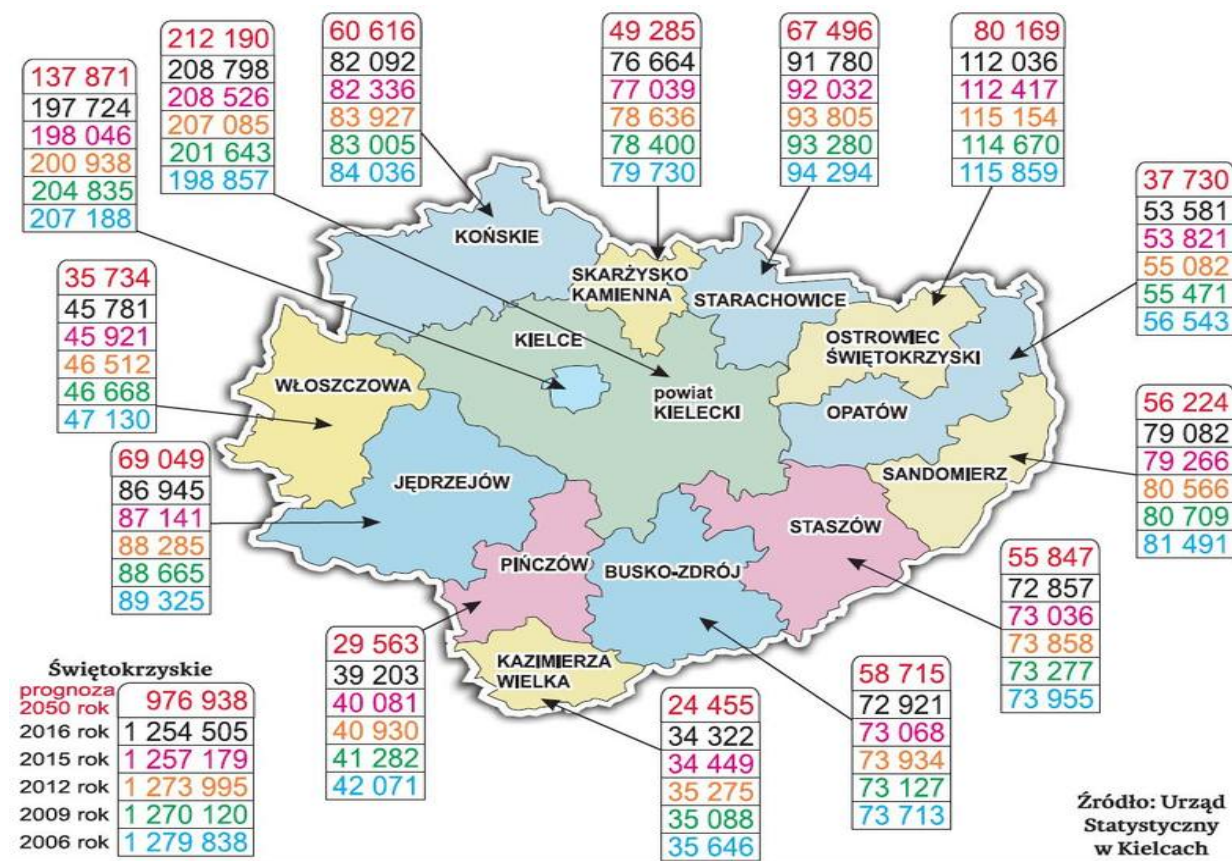 212 190
208 798
208 526
207 085
201 643
198 857
60 616
82 092
82 336
83 927
83 005
84 036
49 285
76 664
77 039
78 636
78 400
79 730
67 496
91 780
92 032
93 805
93 280
94 294
80 169
112 036
112 417
115 154
114 670
115 859
137 871
197 724
198 046
200 938
204 835
207 188
37 730
53 581
53 821
55 082
55 471
56 543
35 734
45 781
45 921
46 512
46 668
47 130
KOŃSKIE
SKARŻYSKO
KAMIENNA
STARACHOWICE
KIELCE
OSTROWIEC
ŚWIĘTOKRZYSKI
WŁOSZCZOWA
powiat
KIELECKI
OPATÓW
SANDOMIERZ
JĘDRZEJÓW
STASZÓW
PIŃCZÓW
BUSKO-ZDRÓJ
KAZIMIERZA
WIELKA
56 224
79 082
79 266
80 566
80 709
81 491
69 049
86 945
87 141
88 285
88 665
89 325
55 847
72 857
73 036
73 858
73 277
73 955
29 563
39 203
40 081
40 930
41 282
42 071
24 455
34 322
34 449
35 275
35 088
35 646
58 715
72 921
73 068
73 934
73 127
73 713
Świętokrzyskie
prognoza
2050 rok 976 938
2016 rok 1 254 505
2015 rok 1 257 179
2012 rok 1 273 995
2009 rok 1 270 120
2006 rok 1 279 838
Źródło: Urząd
Statystyczny
w Kielcach